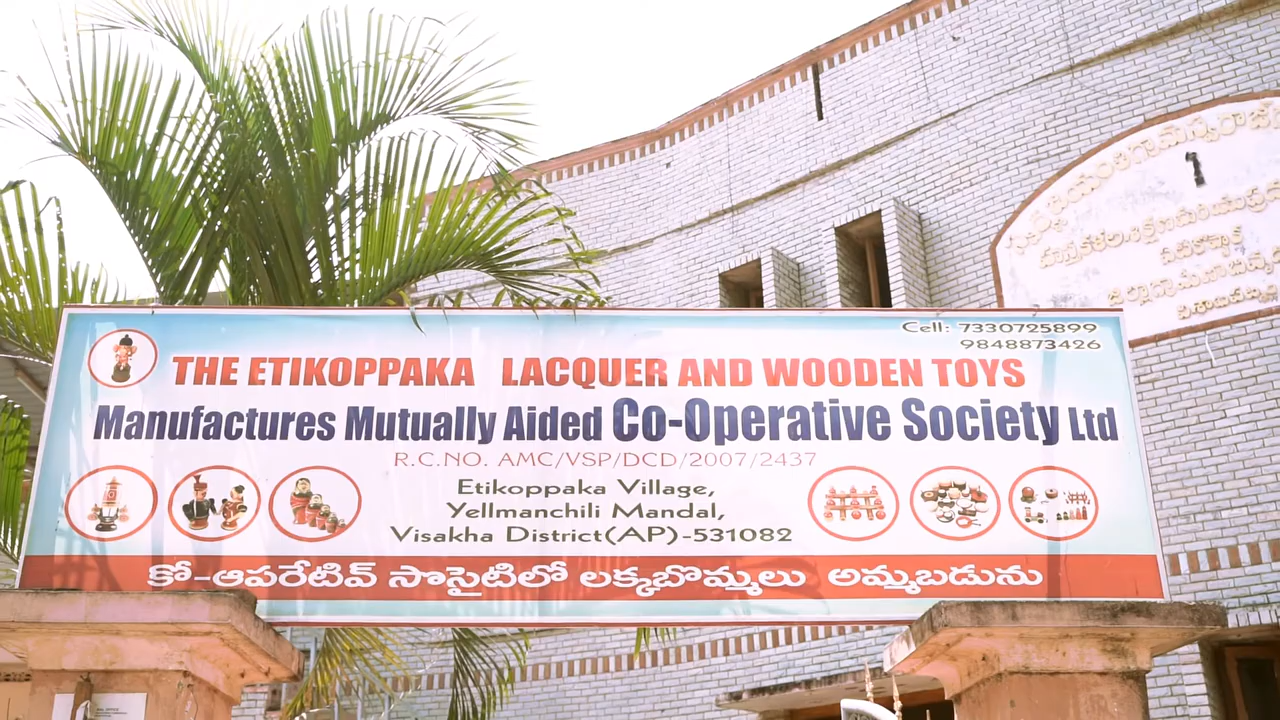 Cell: 7330725899
9848873426
THE ETIKOPPAKA LACQUER AND WOODEN TOYS
Manufactures Mutually Aided Co-Operative Society Ltd
R.C.NO. AMC/VSP/DCD/2007/2437
Etikoppaka Village,
Yellmanchili Mandal,
Visakha District(AP)-531082
కో-ఆపరేటివ్ సొసైటిలో లక్కబొమ్మలు అమ్మబడును